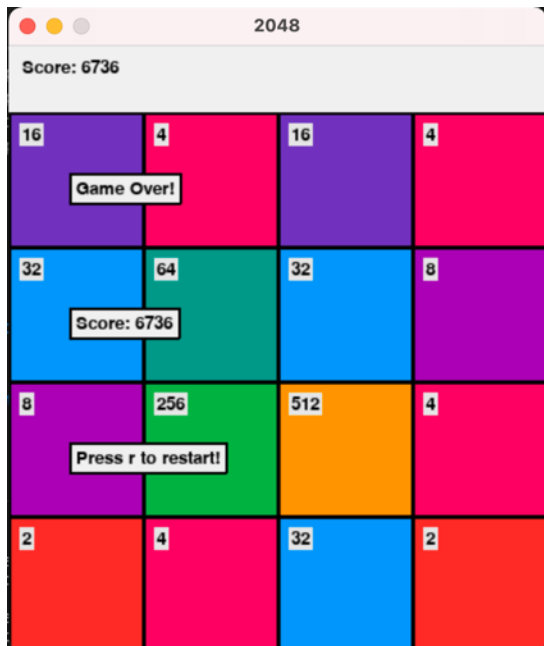 2048
Score: 6736
16 4 16 4
Game Over!
32 64 32 8
Score: 6736
8 256 512 4
Press r to restart!
2 4 32 2